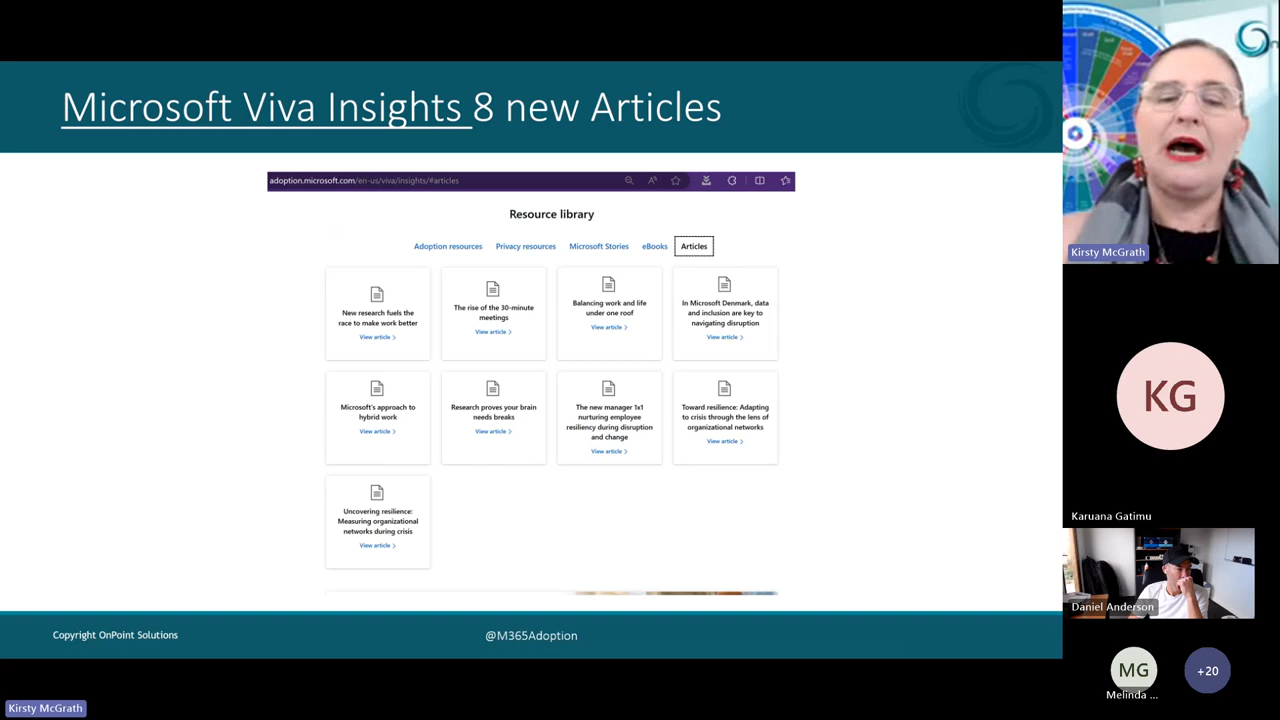 Microsoft Viva Insights 8 new Articles
adoption.microsoft.com/en-us/viva/insights/#articles
Resource library
Adoption resources
Privacy resources
Microsoft Stories
eBooks
Articles
New research fuels the
race to make work better
View article >
The rise of the 30-minute
meetings
View article >
Balancing work and life
under one roof
View article >
In Microsoft Denmark, data
and inclusion are key to
navigating disruption
View article >
Microsoft's approach to
hybrid work
View article >
Research proves your brain
needs breaks
View article >
The new manager 1x1
nurturing employee
resiliency during disruption
and change
View article >
Toward resilience: Adapting
to crisis through the lens of
organizational networks
View article >
Uncovering resilience:
Measuring organizational
networks during crisis
View article >
Copyright OnPoint Solutions
@M365Adoption
Kirsty McGrath
Kirsty McGrath
KG
Karuana Gatimu
Daniel Anderson
MG
Melinda ...
+20